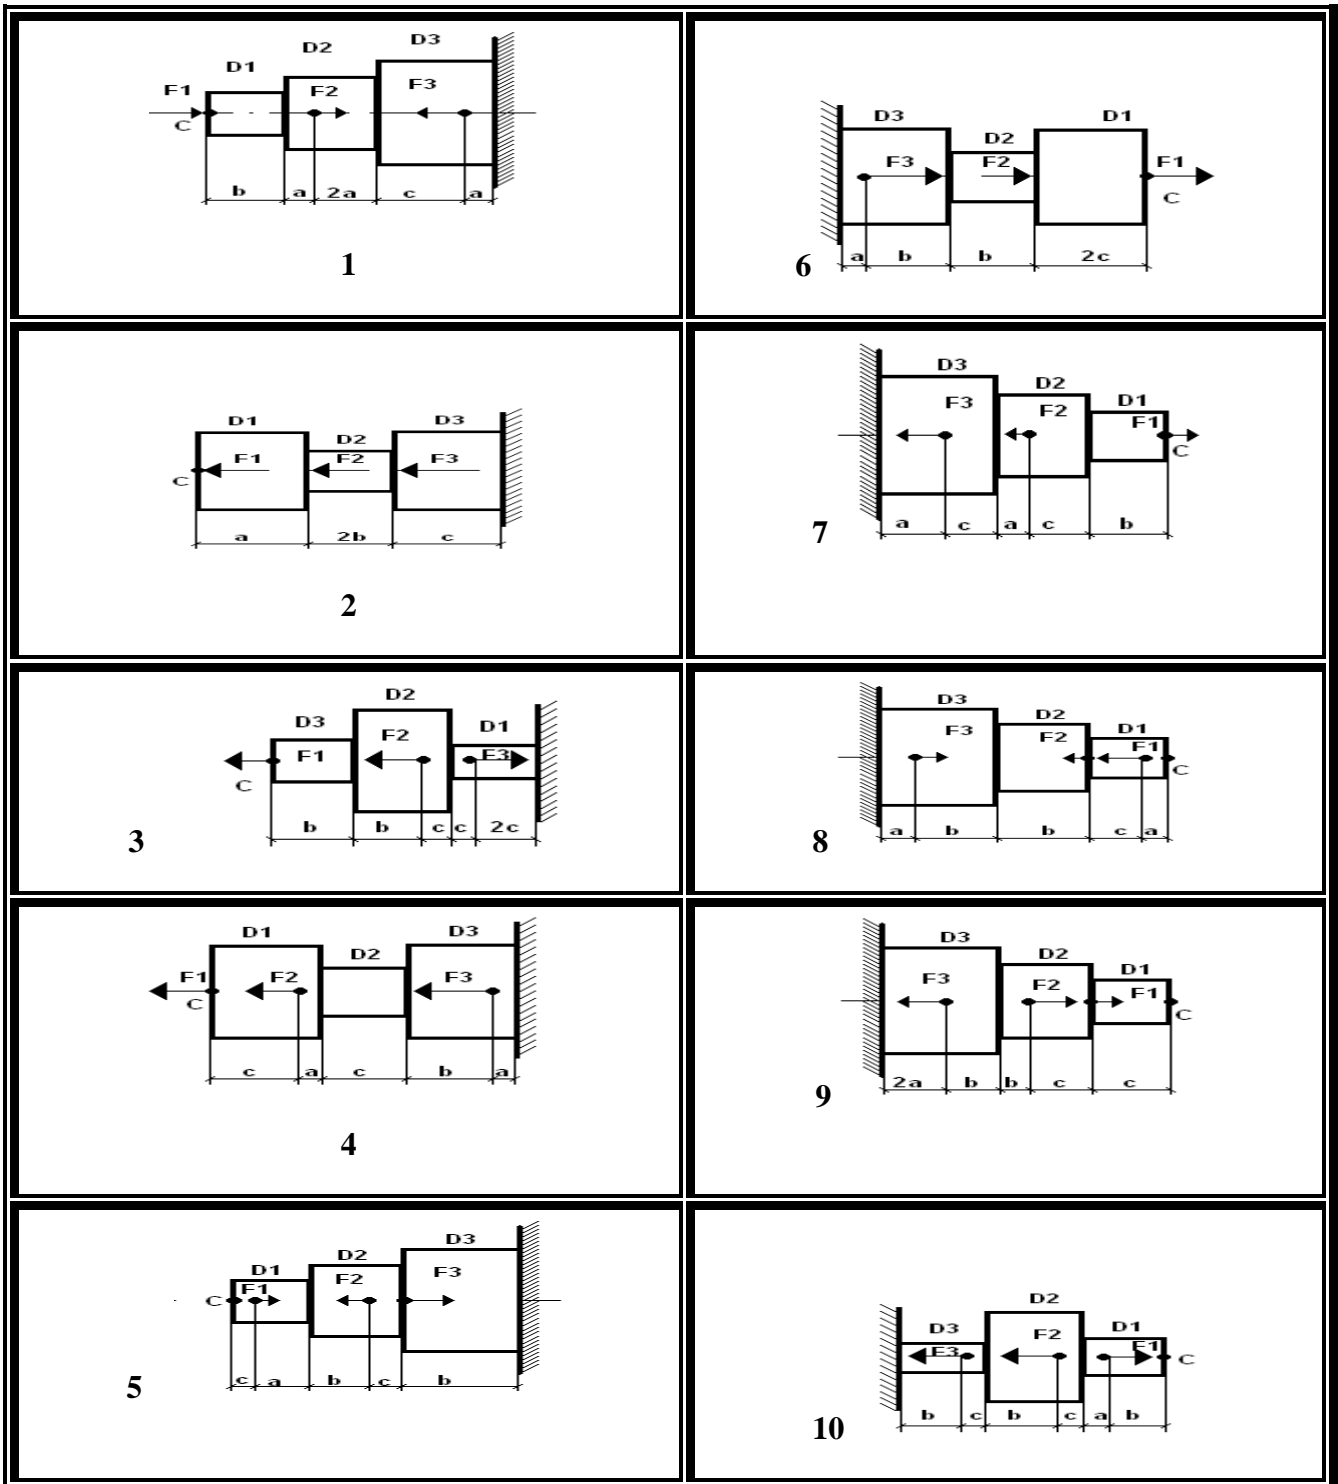 D3
D2
D1
F1 F2 F3
C
b a 2a c a
1
D1
D3
D2
F3 F2 F1
C
a b b 2c
6
D1 D3
D2
F1 F2 F3
C
a 2b c
2
D3
D2
D1
F3 F2 F1
C
a c a c b
7
D2
D3 D1
F2
F1 F3
C
b b c c 2c
3
D3
D2
D1
F3 F2 F1
C
a b b c a
8
D1 D3
D2
F1 F2 F3
C
c a c b a
4
D3
D2
D1
F3 F2 F1
C
2a b b c c
9
D3
D2
D1
F3
F2
F1
C
c a b c b
5
D2
D3 D1
F2
F3 F1
C
b c b c a b
10